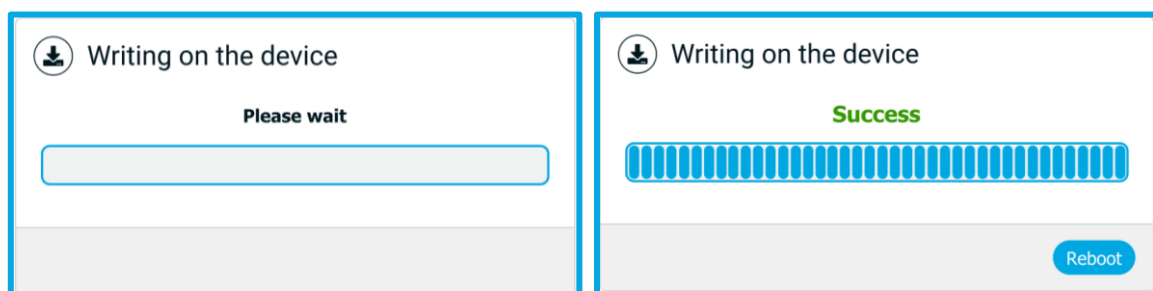 Writing on the device
Please wait
Writing on the device
Success
Reboot